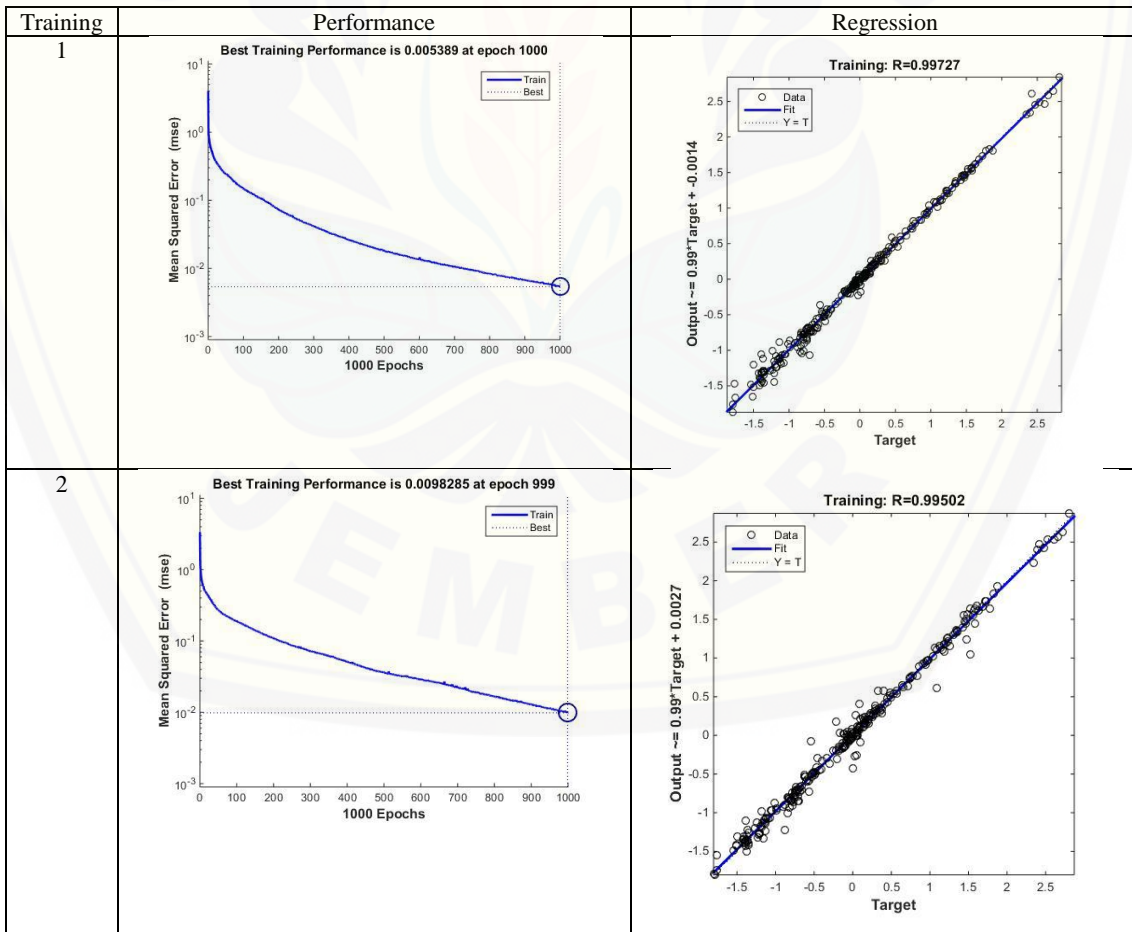 Training Performance Regression
1
Best Training Performance is 0.005389 at epoch 1000
Mean Squared Error (mse)
10^1
10^0
10^-1
10^-2
10^-3
Train
Best
0 100 200 300 400 500 600 700 800 900 1000
1000 Epochs
Training: R=0.99727
Output ~= 0.99*Target + -0.0014
Data
Fit
Y = T
2.5
2
1.5
1
0.5
0
-0.5
-1
-1.5
-1.5 -1 -0.5 0 0.5 1 1.5 2 2.5
Target
2
Best Training Performance is 0.0098285 at epoch 999
Mean Squared Error (mse)
10^1
10^0
10^-1
10^-2
10^-3
Train
Best
0 100 200 300 400 500 600 700 800 900 1000
1000 Epochs
Training: R=0.99502
Output ~= 0.99*Target + 0.0027
Data
Fit
Y = T
2.5
2
1.5
1
0.5
0
-0.5
-1
-1.5
-1.5 -1 -0.5 0 0.5 1 1.5 2 2.5
Target
JEMBER